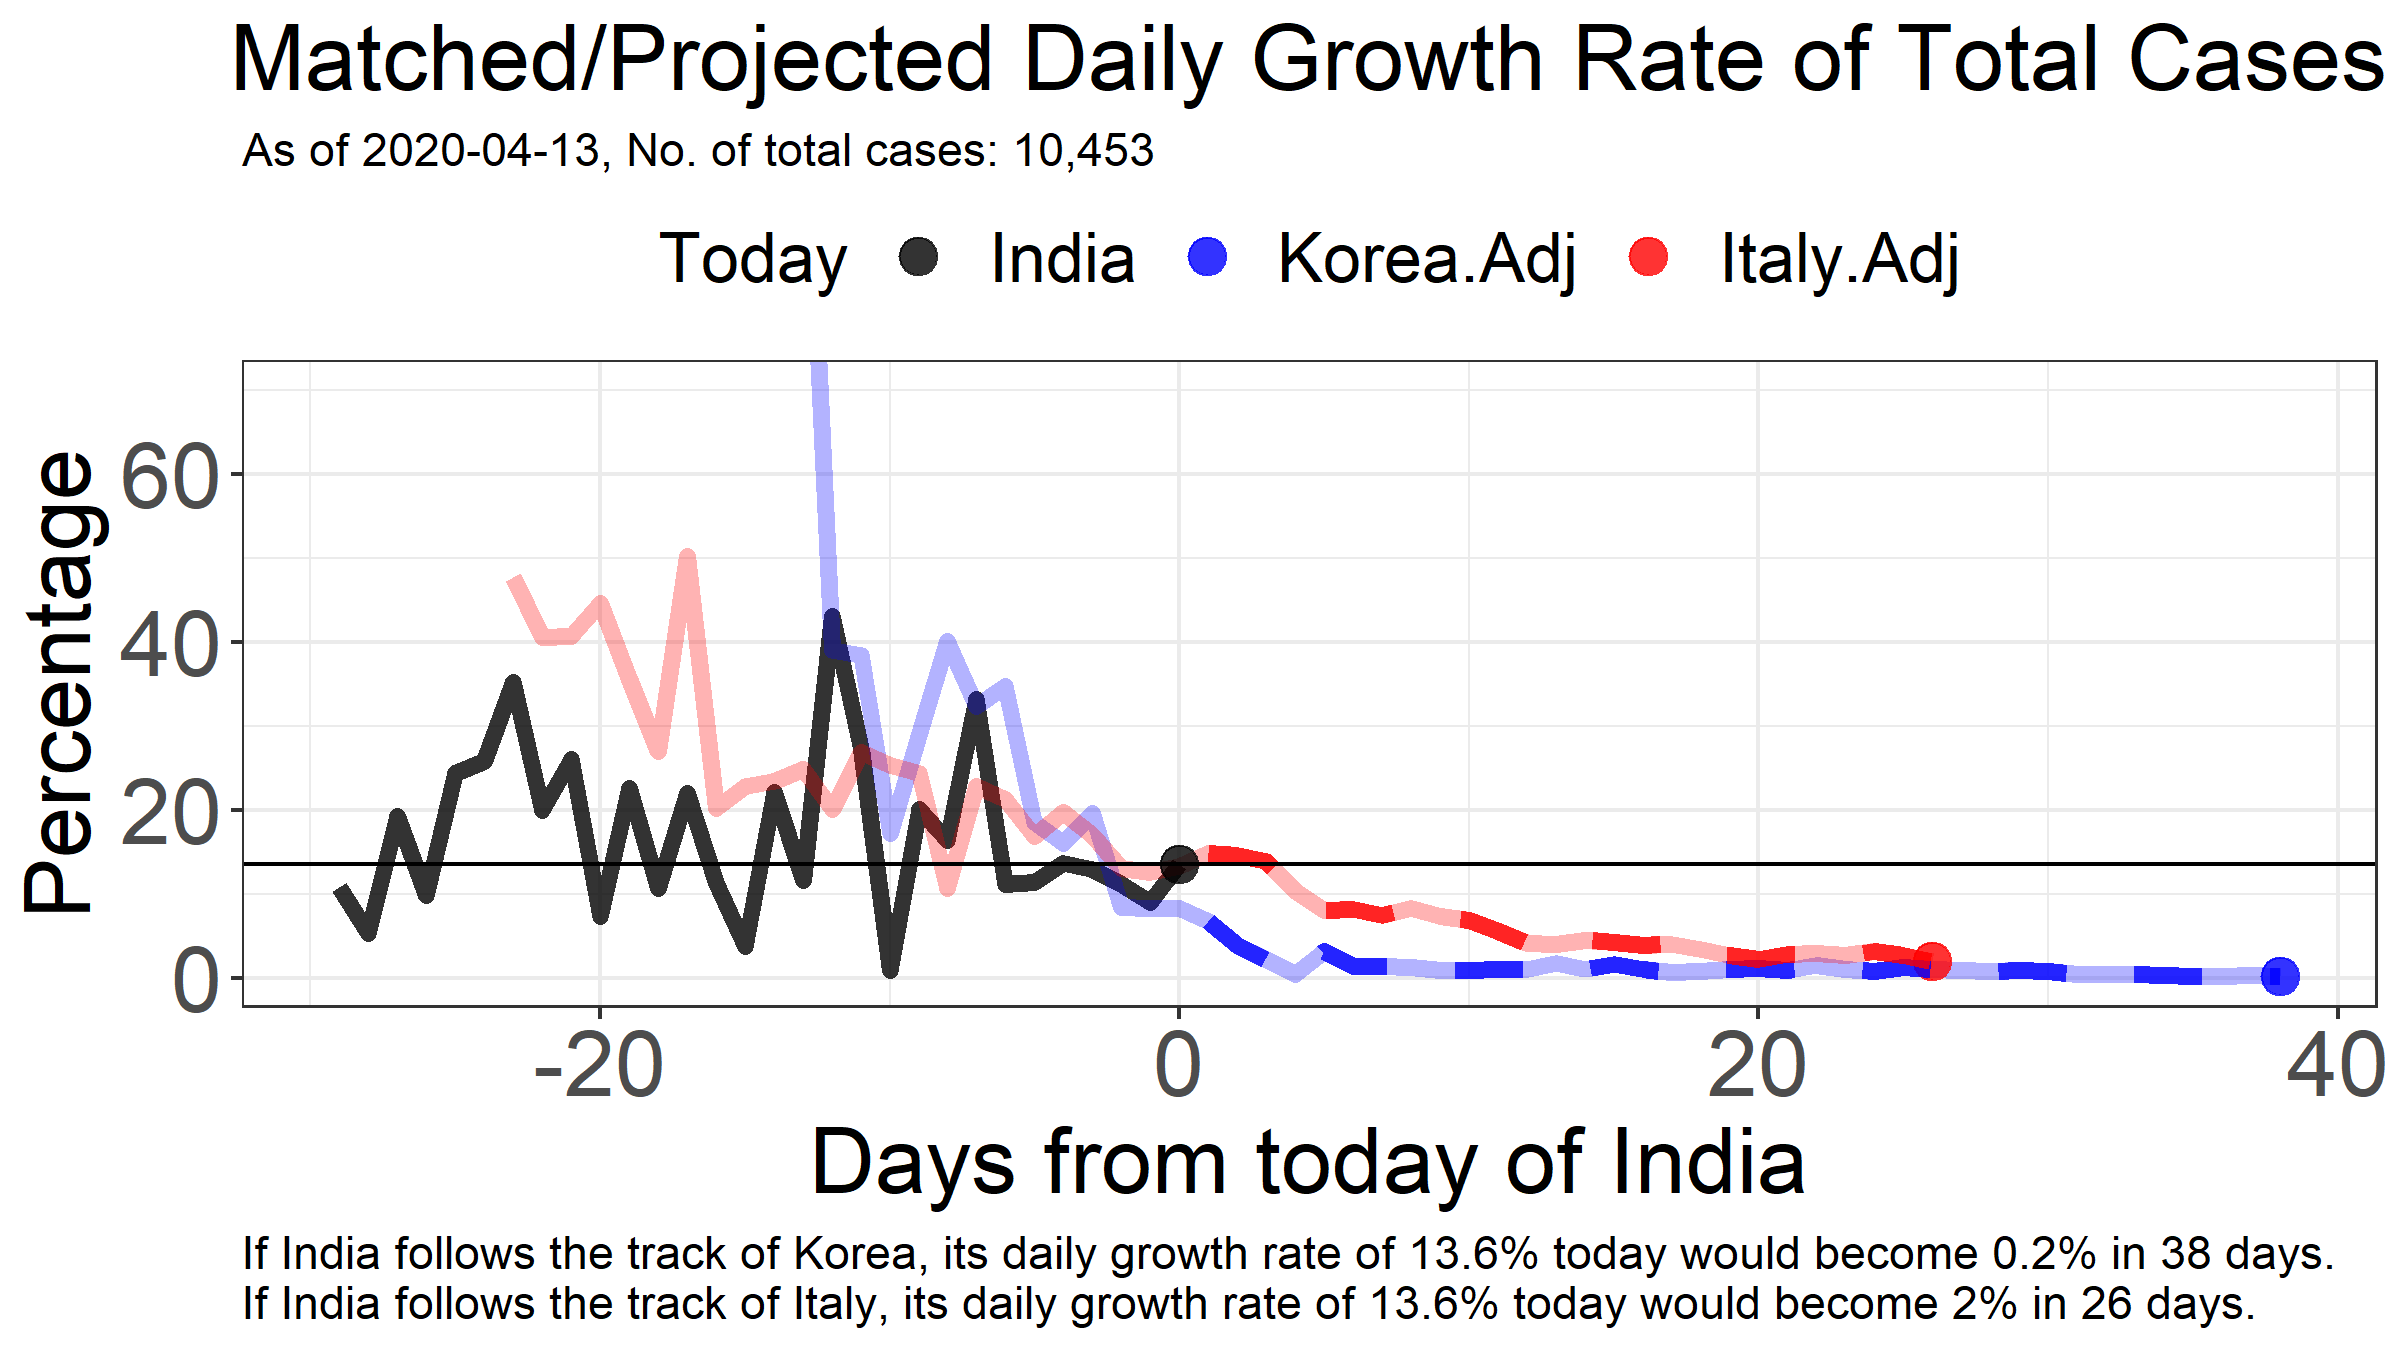 Matched/Projected Daily Growth Rate of Total Cases
As of 2020-04-13, No. of total cases: 10,453
Today India Korea.Adj Italy.Adj
Percentage
60
40
20
0
-20 0 20 40
Days from today of India
If India follows the track of Korea, its daily growth rate of 13.6% today would become 0.2% in 38 days.
If India follows the track of Italy, its daily growth rate of 13.6% today would become 2% in 26 days.